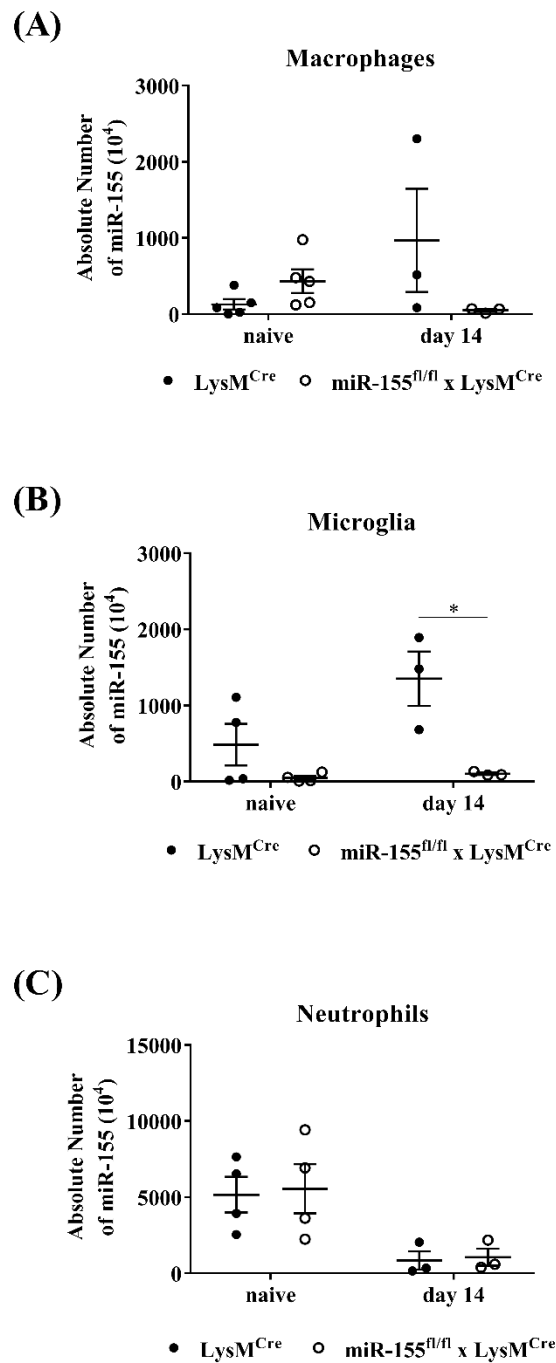 (A)
Macrophages
Absolute Number
of miR-155 (10⁴)
3000
2000
1000
0
naive
day 14
● LysMᶜʳᵉ ○ miR-155ᶠˡ/ᶠˡ x LysMᶜʳᵉ
(B)
Microglia
Absolute Number
of miR-155 (10⁴)
3000
2000
1000
0
*
naive
day 14
● LysMᶜʳᵉ ○ miR-155ᶠˡ/ᶠˡ x LysMᶜʳᵉ
(C)
Neutrophils
Absolute Number
of miR-155 (10⁴)
15000
10000
5000
0
naive
day 14
● LysMᶜʳᵉ ○ miR-155ᶠˡ/ᶠˡ x LysMᶜʳᵉ